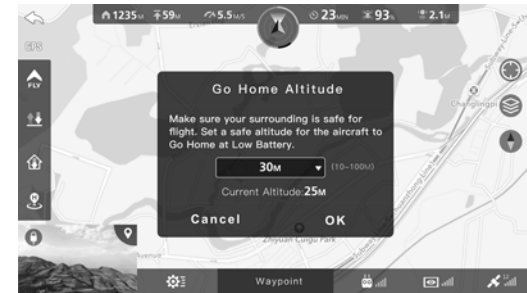 1235M 59M 5.5M/S 23MIN 93% 2.1M
GPS
FLY
Changlingpi
Go Home Altitude
Make sure your surrounding is safe for
flight. Set a safe altitude for the aircraft to
Go Home at Low Battery.
30M (10-100M)
Current Altitude:25M
Cancel OK
Zhiyuan Cuigu Park
Avenue
Waypoint